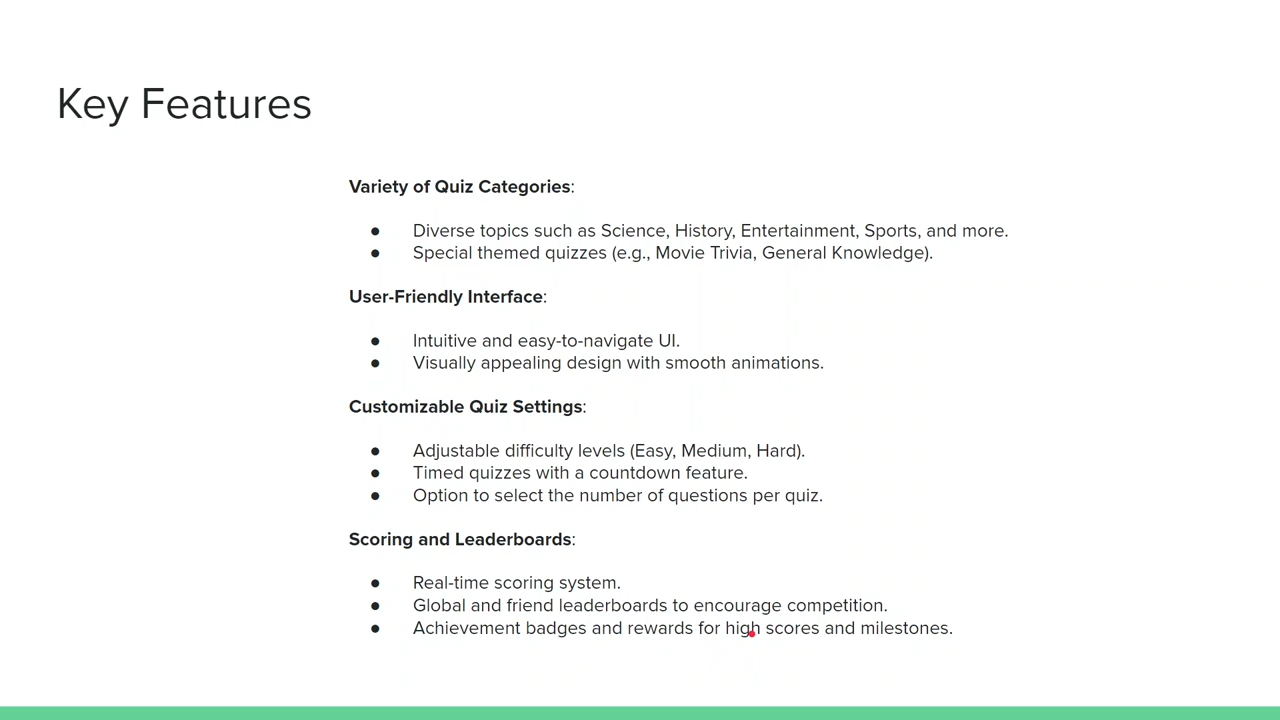 Key Features
Variety of Quiz Categories:
● Diverse topics such as Science, History, Entertainment, Sports, and more.
● Special themed quizzes (e.g., Movie Trivia, General Knowledge).
User-Friendly Interface:
● Intuitive and easy-to-navigate UI.
● Visually appealing design with smooth animations.
Customizable Quiz Settings:
● Adjustable difficulty levels (Easy, Medium, Hard).
● Timed quizzes with a countdown feature.
● Option to select the number of questions per quiz.
Scoring and Leaderboards:
● Real-time scoring system.
● Global and friend leaderboards to encourage competition.
● Achievement badges and rewards for high scores and milestones.